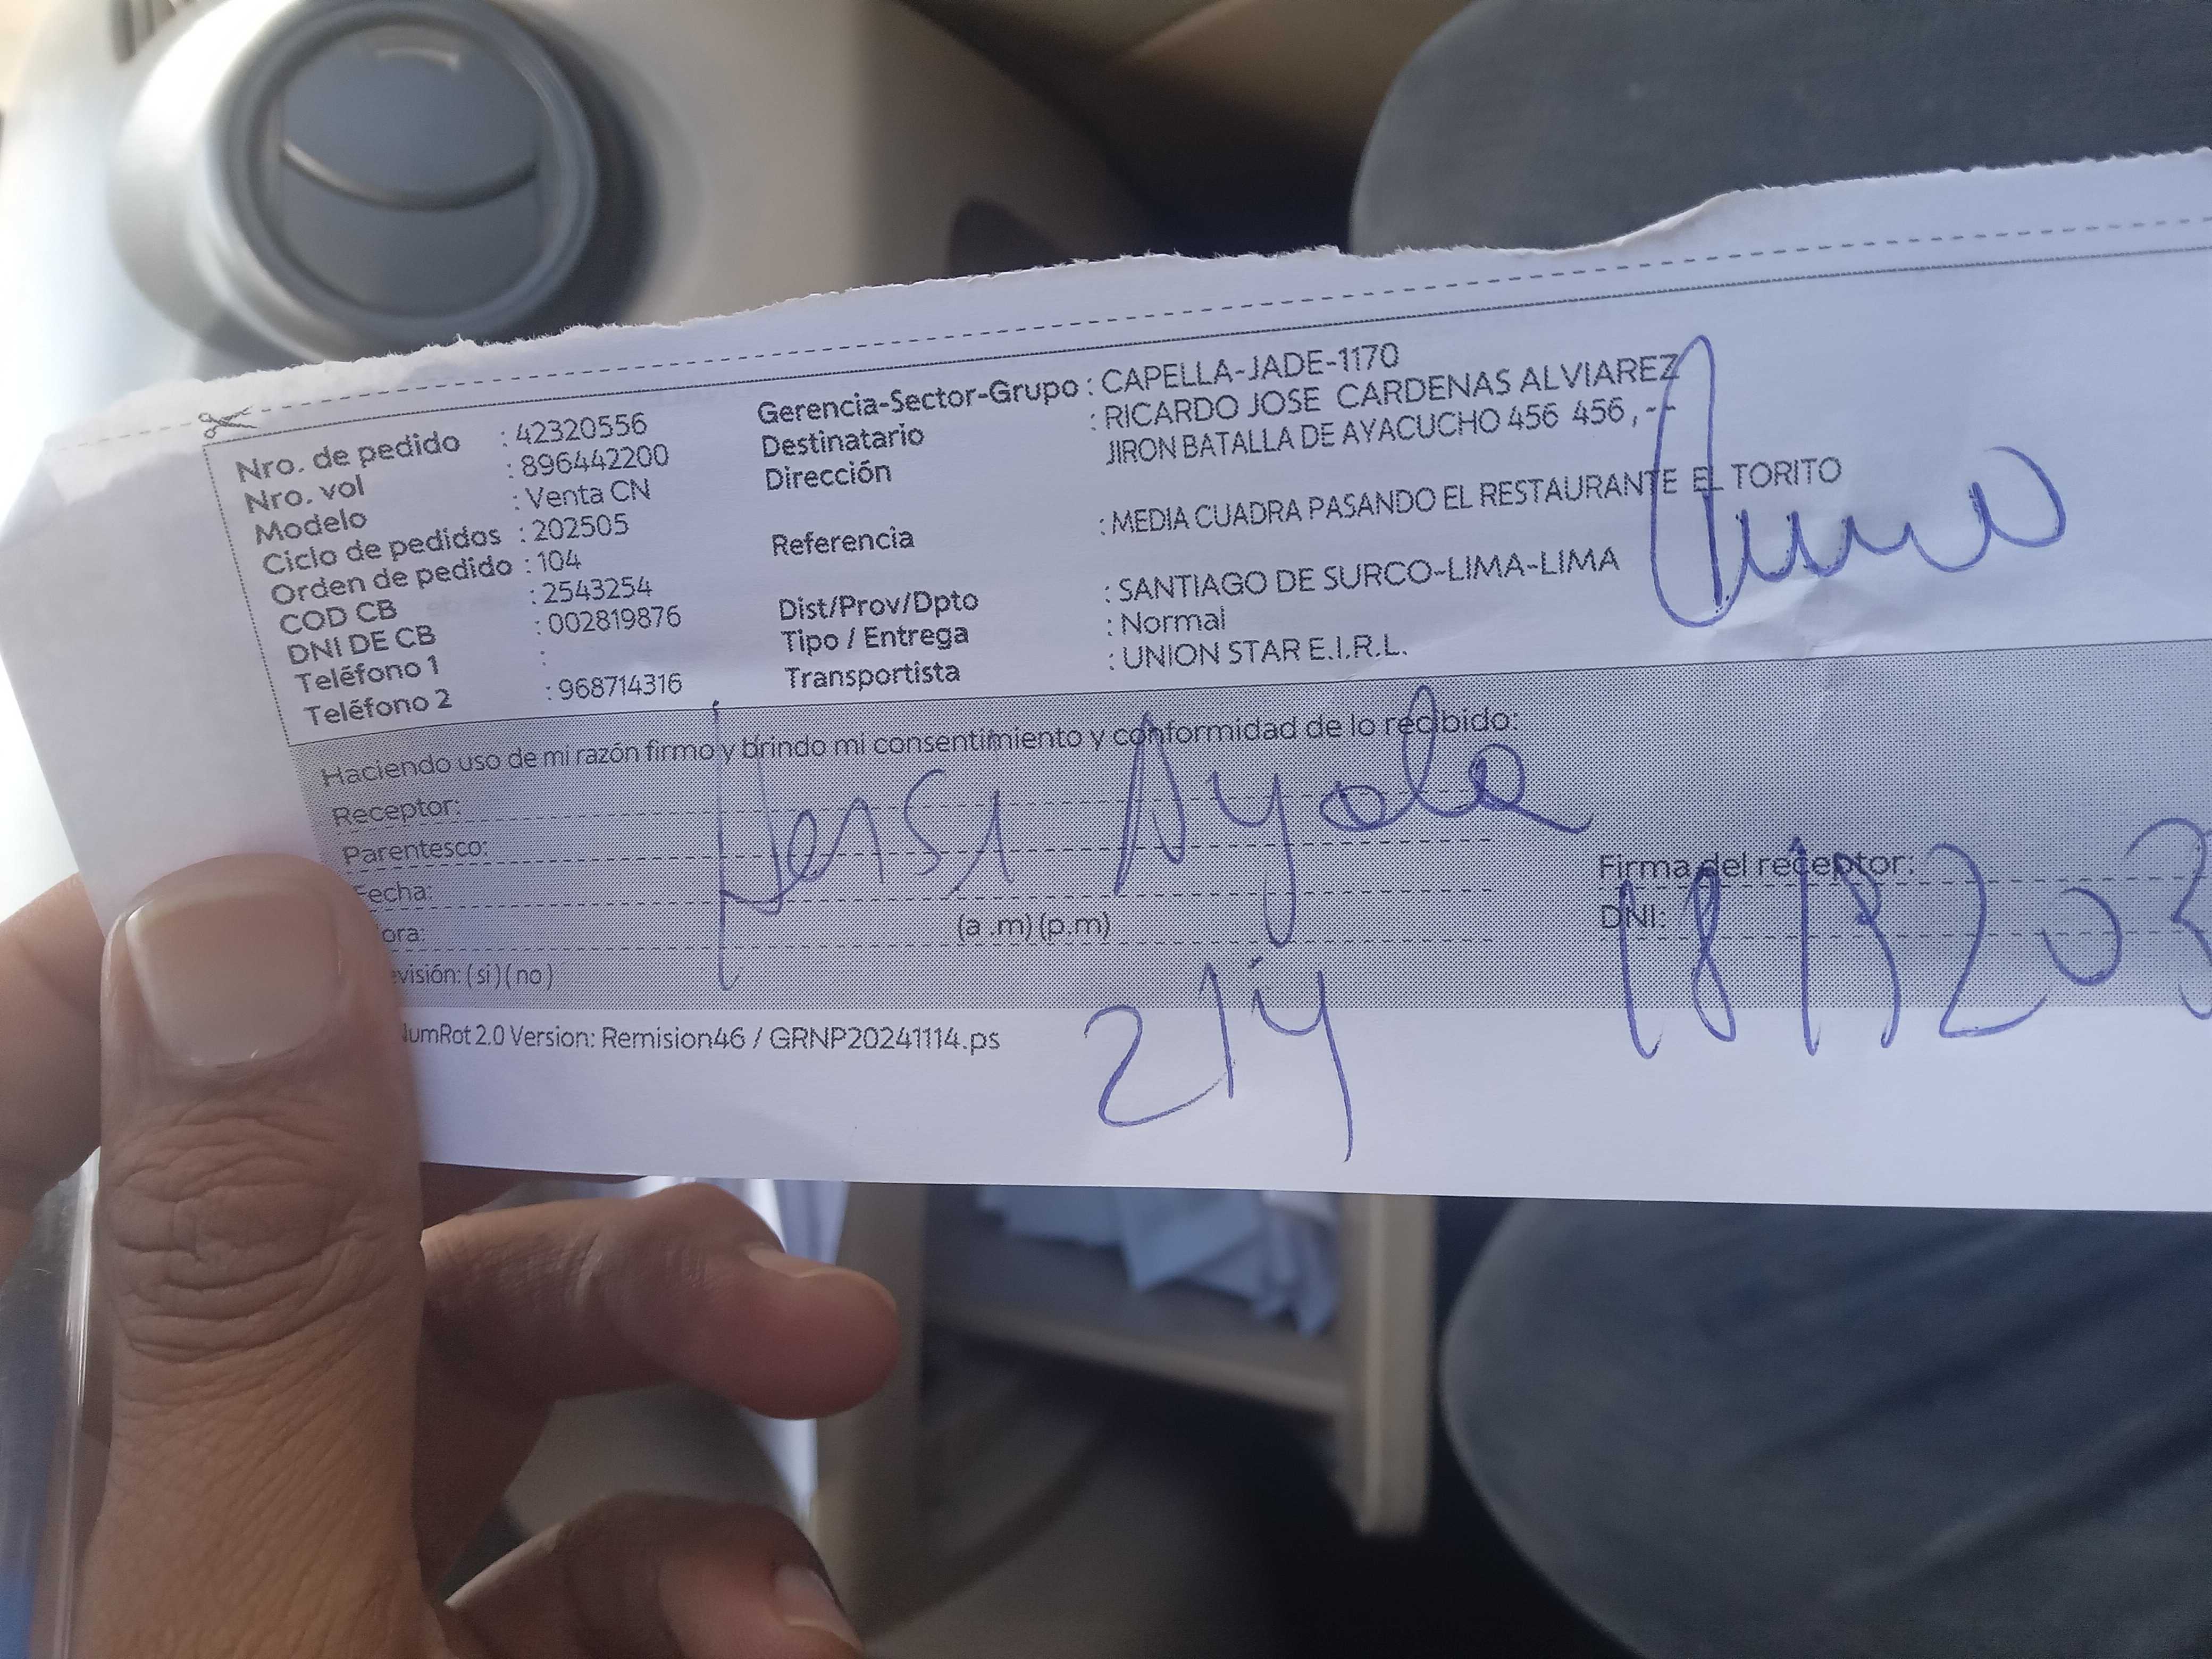 Nro. de pedido : 42320556
Nro. vol : 896442200
Modelo : Venta CN
Ciclo de pedidos : 202505
Orden de pedido : 104
COD CB : 2543254
DNI DE CB : 002819876
Teléfono 1 :
Teléfono 2 : 968714316
Gerencia-Sector-Grupo : CAPELLA-JADE-1170
Destinatario : RICARDO JOSE CARDENAS ALVIAREZ
Dirección JIRON BATALLA DE AYACUCHO 456 456 , --
Referencia : MEDIA CUADRA PASANDO EL RESTAURANTE EL TORITO
Dist/Prov/Dpto : SANTIAGO DE SURCO-LIMA-LIMA
Tipo / Entrega : Normal
Transportista : UNION STAR E.I.R.L.
Haciendo uso de mi razón firmo y brindo mi consentimiento y conformidad de lo recibido:
Receptor: Ayala
Parentesco:
Fecha:
ora: (a .m) (p.m)
evisión: ( si ) ( no )
Firma del receptor:
DNI:
2/4
NumRot 2.0 Version: Remision46 / GRNP20241114.ps